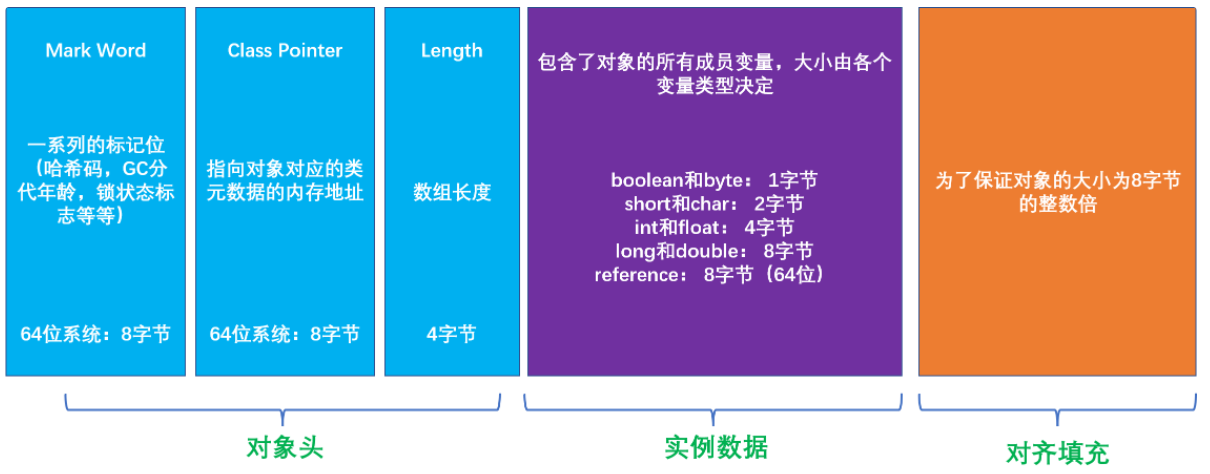 Mark Word
一系列的标记位
（哈希码，GC分
代年龄，锁状态标
志等等）
64位系统：8字节
Class Pointer
指向对象对应的类
元数据的内存地址
64位系统：8字节
Length
数组长度
4字节
包含了对象的所有成员变量，大小由各个
变量类型决定
boolean和byte： 1字节
short和char： 2字节
int和float： 4字节
long和double： 8字节
reference： 8字节（64位）
为了保证对象的大小为8字节
的整数倍
对象头
实例数据
对齐填充